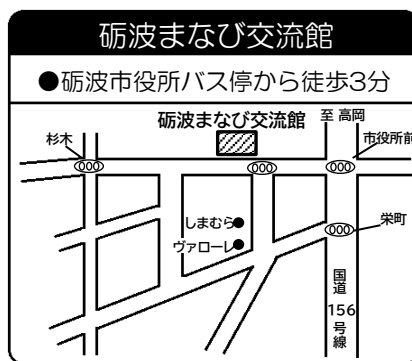 砺波まなび交流館
●砺波市役所バス停から徒歩3分
砺波まなび交流館
至 高岡
杉木
市役所前
しまむら
ヴァローレ
栄町
国道156号線